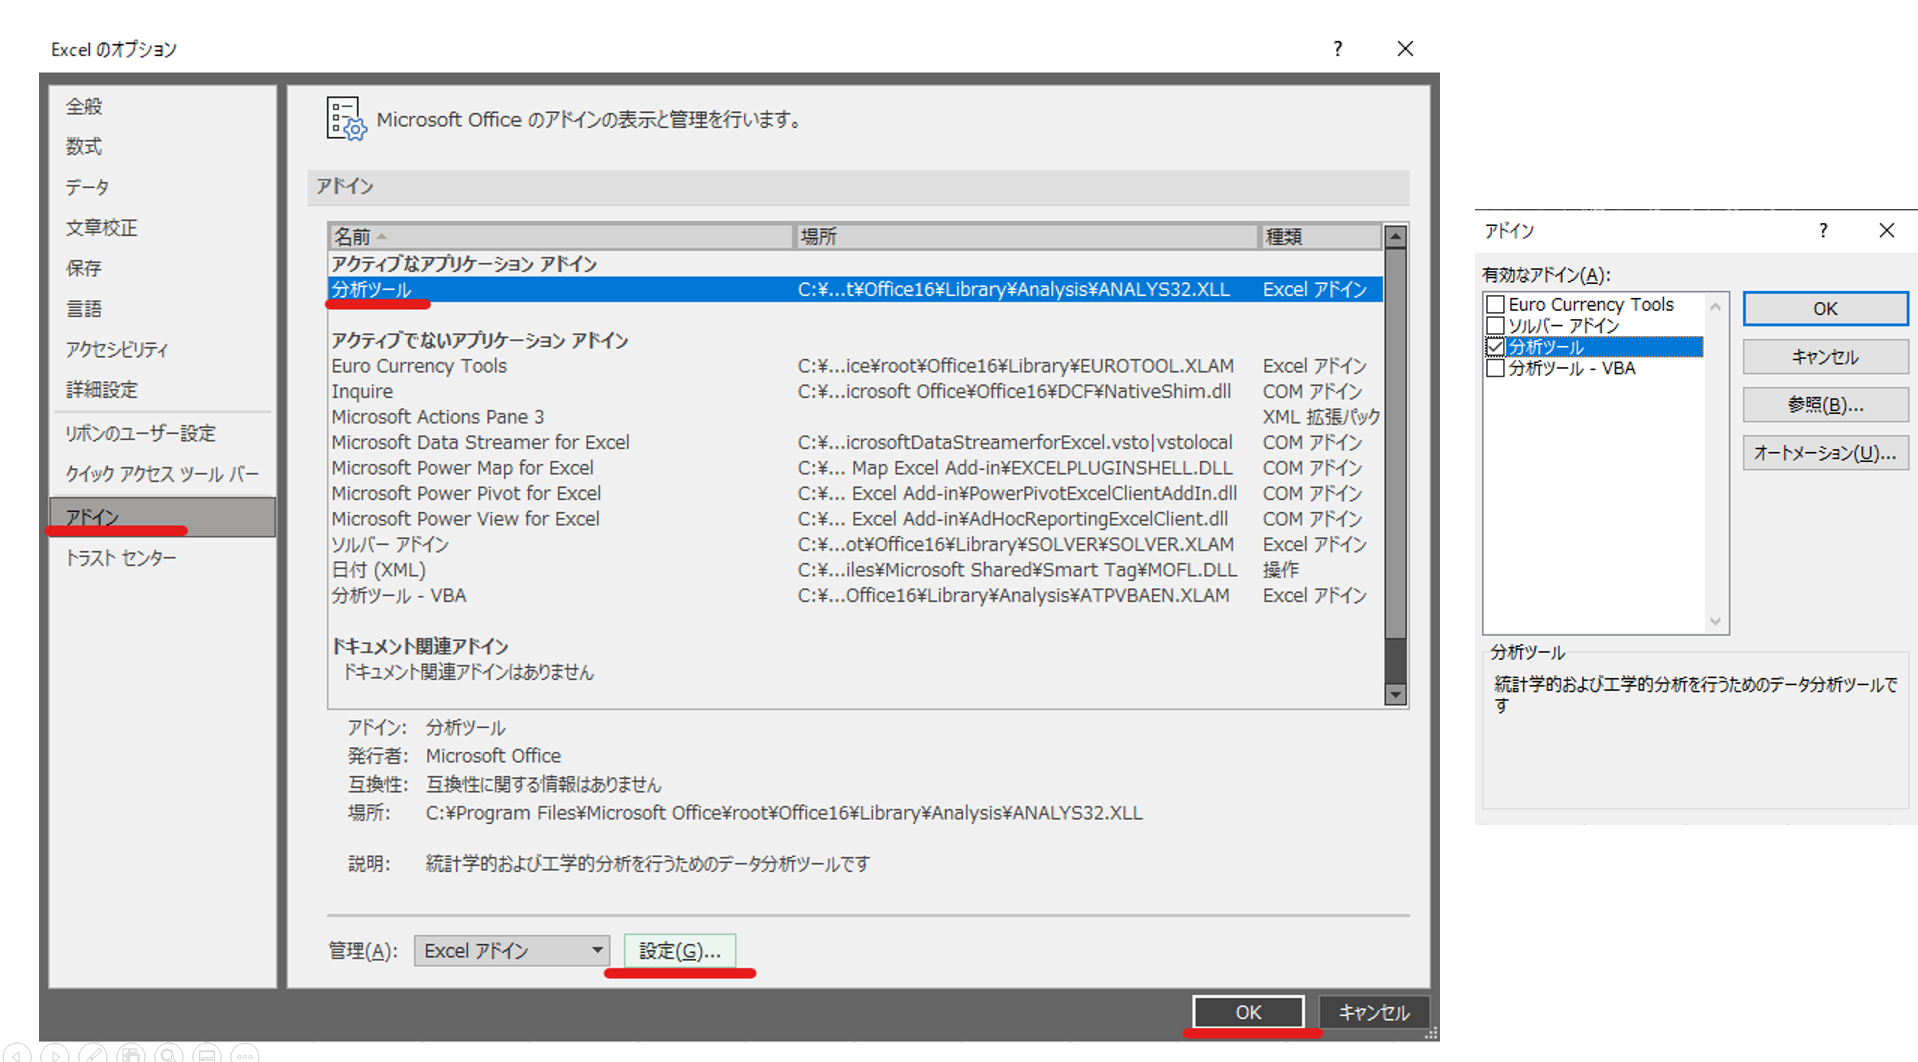 Excel のオプション
?
全般
数式
データ
文章校正
保存
言語
アクセシビリティ
詳細設定
リボンのユーザー設定
クイック アクセス ツール バー
アドイン
トラスト センター
Microsoft Office のアドインの表示と管理を行います。
アドイン
名前 場所 種類
アクティブなアプリケーション アドイン
分析ツール C:¥...t¥Office16¥Library¥Analysis¥ANALYS32.XLL Excel アドイン
アクティブでないアプリケーション アドイン
Euro Currency Tools C:¥...ice¥root¥Office16¥Library¥EUROTOOL.XLAM Excel アドイン
Inquire C:¥...icrosoft Office¥Office16¥DCF¥NativeShim.dll COM アドイン
Microsoft Actions Pane 3 XML 拡張パック
Microsoft Data Streamer for Excel C:¥...icrosoftDataStreamerforExcel.vsto|vstolocal COM アドイン
Microsoft Power Map for Excel C:¥... Map Excel Add-in¥EXCELPLUGINSHELL.DLL COM アドイン
Microsoft Power Pivot for Excel C:¥... Excel Add-in¥PowerPivotExcelClientAddIn.dll COM アドイン
Microsoft Power View for Excel C:¥... Excel Add-in¥AdHocReportingExcelClient.dll COM アドイン
ソルバー アドイン C:¥...ot¥Office16¥Library¥SOLVER¥SOLVER.XLAM Excel アドイン
日付 (XML) C:¥...iles¥Microsoft Shared¥Smart Tag¥MOFL.DLL 操作
分析ツール - VBA C:¥...Office16¥Library¥Analysis¥ATPVBAEN.XLAM Excel アドイン
ドキュメント関連アドイン
ドキュメント関連アドインはありません
アドイン: 分析ツール
発行者: Microsoft Office
互換性: 互換性に関する情報はありません
場所: C:¥Program Files¥Microsoft Office¥root¥Office16¥Library¥Analysis¥ANALYS32.XLL
説明: 統計学的および工学的分析を行うためのデータ分析ツールです
管理(A): Excel アドイン 設定(G)...
OK キャンセル
アドイン ?
有効なアドイン(A):
Euro Currency Tools
ソルバー アドイン
分析ツール
分析ツール - VBA
OK
キャンセル
参照(B)...
オートメーション(U)...
分析ツール
統計学的および工学的分析を行うためのデータ分析ツールで
す